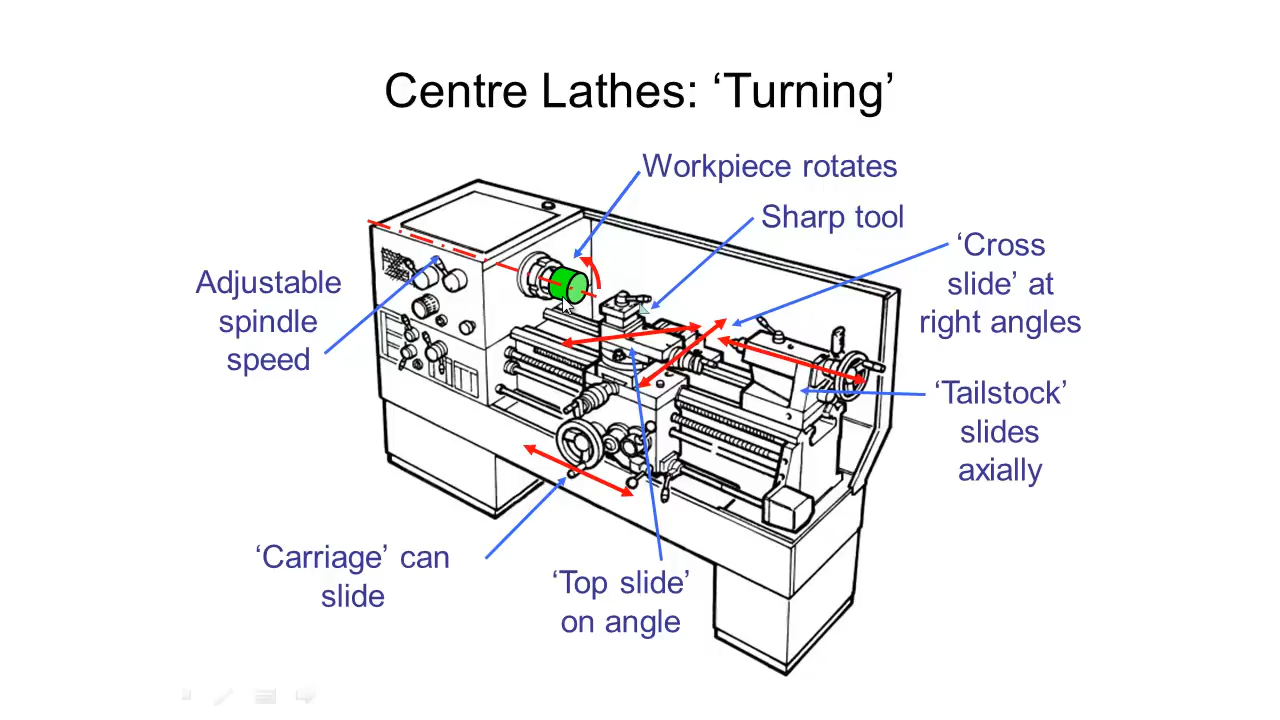 Centre Lathes: ‘Turning’
Workpiece rotates
Sharp tool
‘Cross
slide’ at
right angles
Adjustable
spindle
speed
‘Tailstock’
slides
axially
‘Carriage’ can
slide
‘Top slide’
on angle